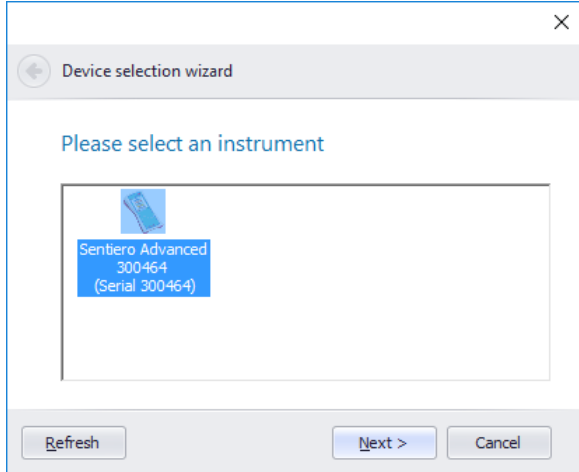 Device selection wizard
Please select an instrument
Sentiero Advanced
300464
(Serial 300464)
Refresh
Next >
Cancel